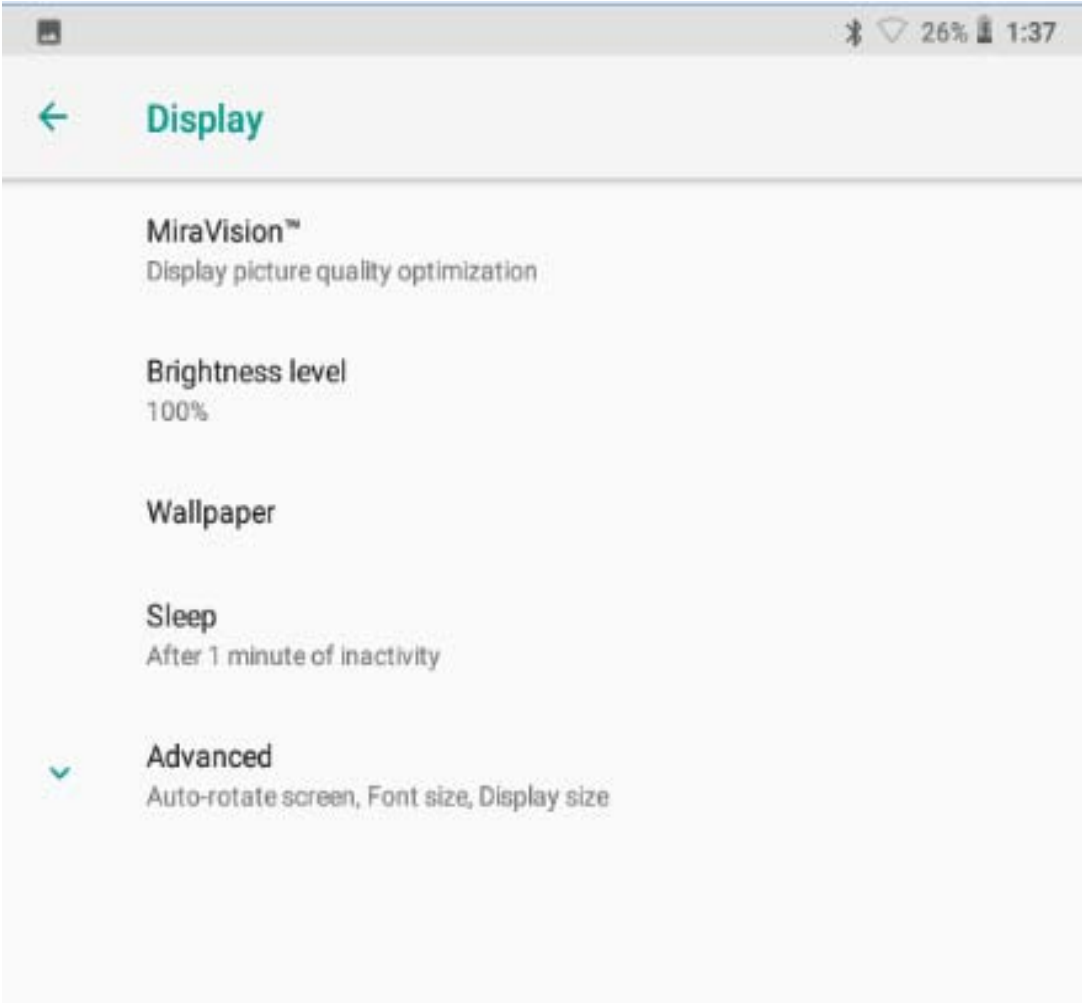 26% 1:37
Display
MiraVision™
Display picture quality optimization
Brightness level
100%
Wallpaper
Sleep
After 1 minute of inactivity
Advanced
Auto-rotate screen, Font size, Display size